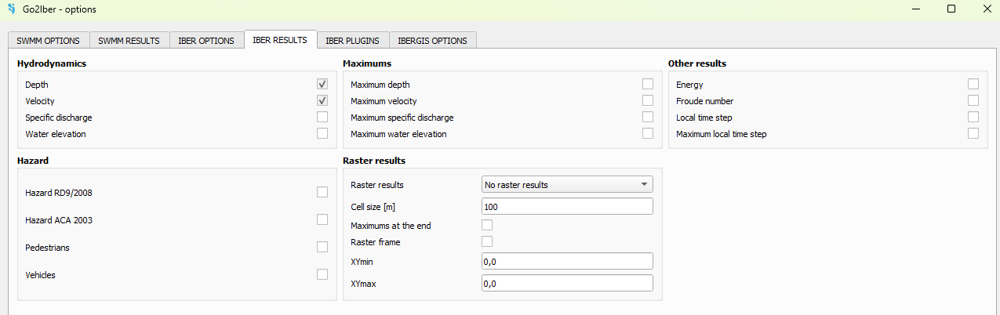 Go2Iber - options
SWMM OPTIONS
SWMM RESULTS
IBER OPTIONS
IBER RESULTS
IBER PLUGINS
IBERGIS OPTIONS
Hydrodynamics
Depth
Velocity
Specific discharge
Water elevation
Maximums
Maximum depth
Maximum velocity
Maximum specific discharge
Maximum water elevation
Other results
Energy
Froude number
Local time step
Maximum local time step
Hazard
Hazard RD9/2008
Hazard ACA 2003
Pedestrians
Vehicles
Raster results
Raster results No raster results
Cell size [m] 100
Maximums at the end
Raster frame
XYmin 0,0
XYmax 0,0